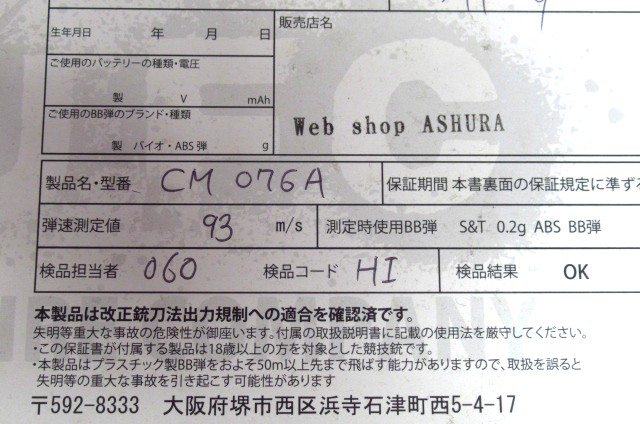 販売店名
生年月日 年 月 日
ご使用のバッテリーの種類・電圧
製 V mAh
ご使用のBB弾のブランド・種類
製 バイオ・ABS 弾 g
Web shop ASHURA
製品名・型番 CM 076A 保証期間 本書裏面の保証規定に準ずる
弾速測定値 93 m/s 測定時使用BB弾 S&T 0.2g ABS BB弾
検品担当者 060 検品コード HI 検品結果 OK
本製品は改正銃刀法出力規制への適合を確認済です。
失明等重大な事故の危険性が御座います。付属の取扱説明書に記載の使用法を厳守してください。
・この保証書が付属する製品は18歳以上の方を対象とした競技銃です。
・本製品はプラスチック製BB弾をおよそ50m以上先まで飛ばす能力がありますので、取扱を誤ると
失明等の重大な事故を引き起こす可能性があります
〒592-8333 大阪府堺市西区浜寺石津町西5-4-17